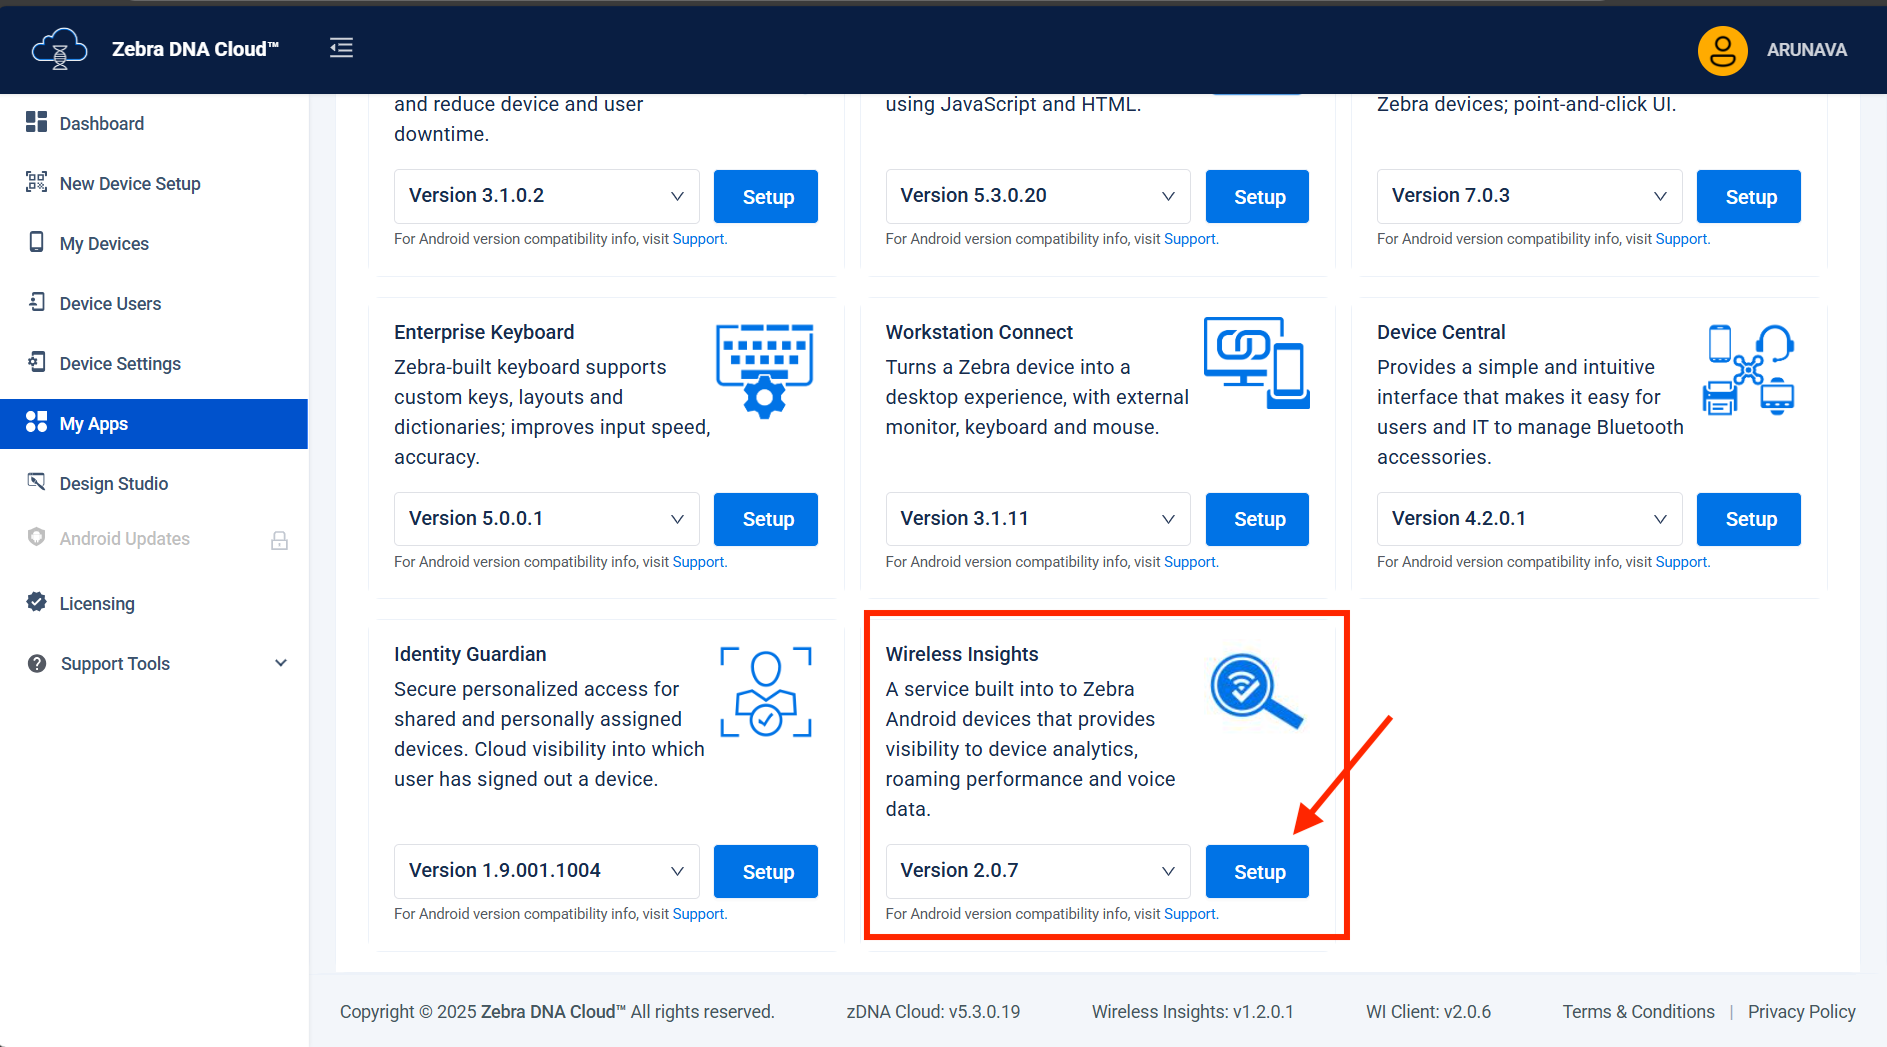 Zebra DNA Cloud™
ARUNAVA
Dashboard
New Device Setup
My Devices
Device Users
Device Settings
My Apps
Design Studio
Android Updates
Licensing
Support Tools
and reduce device and user
downtime.
Version 3.1.0.2
Setup
For Android version compatibility info, visit Support.
using JavaScript and HTML.
Version 5.3.0.20
Setup
For Android version compatibility info, visit Support.
Zebra devices; point-and-click UI.
Version 7.0.3
Setup
For Android version compatibility info, visit Support.
Enterprise Keyboard
Zebra-built keyboard supports
custom keys, layouts and
dictionaries; improves input speed,
accuracy.
Version 5.0.0.1
Setup
For Android version compatibility info, visit Support.
Workstation Connect
Turns a Zebra device into a
desktop experience, with external
monitor, keyboard and mouse.
Version 3.1.11
Setup
For Android version compatibility info, visit Support.
Device Central
Provides a simple and intuitive
interface that makes it easy for
users and IT to manage Bluetooth
accessories.
Version 4.2.0.1
Setup
For Android version compatibility info, visit Support.
Identity Guardian
Secure personalized access for
shared and personally assigned
devices. Cloud visibility into which
user has signed out a device.
Version 1.9.001.1004
Setup
For Android version compatibility info, visit Support.
Wireless Insights
A service built into to Zebra
Android devices that provides
visibility to device analytics,
roaming performance and voice
data.
Version 2.0.7
Setup
For Android version compatibility info, visit Support.
Copyright © 2025 Zebra DNA Cloud™ All rights reserved.
zDNA Cloud: v5.3.0.19
Wireless Insights: v1.2.0.1
WI Client: v2.0.6
Terms & Conditions | Privacy Policy